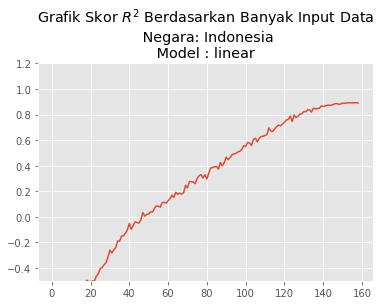 Grafik Skor R² Berdasarkan Banyak Input Data
Negara: Indonesia
Model : linear
1.2
1.0
0.8
0.6
0.4
0.2
0.0
−0.2
−0.4
0 20 40 60 80 100 120 140 160